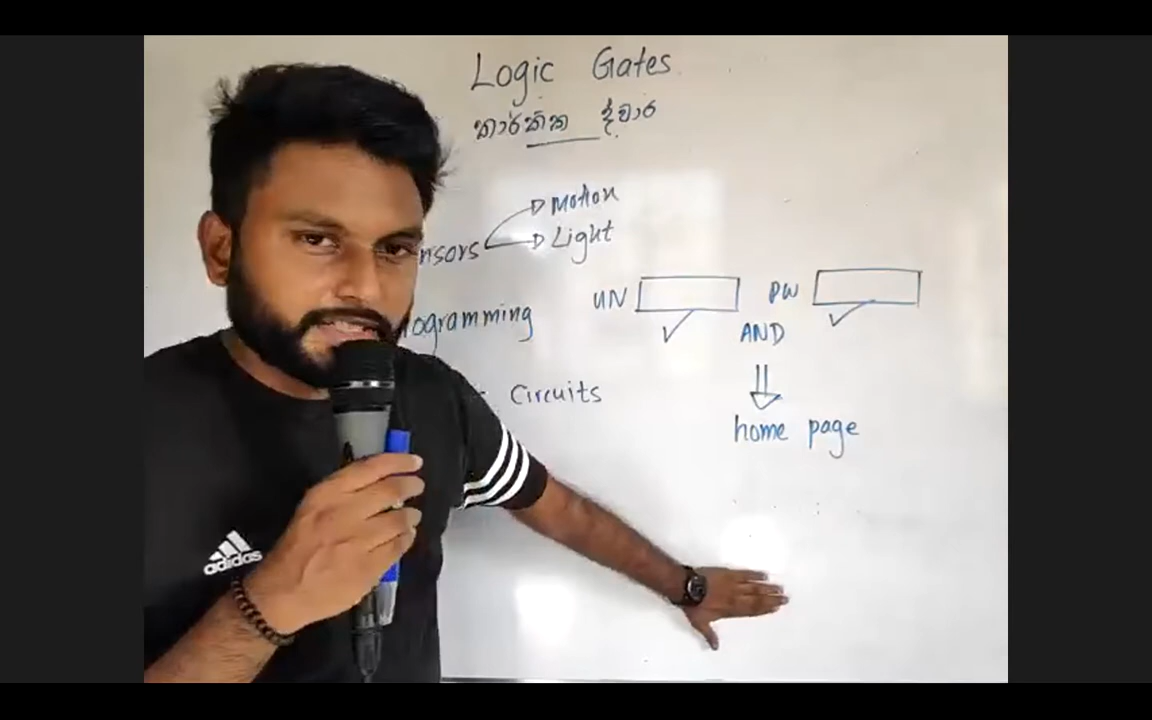 Logic Gates
තාර්කික ද්වාර
Motion
nsors Light
UN PW
ogramming AND
Circuits
home page
adidas